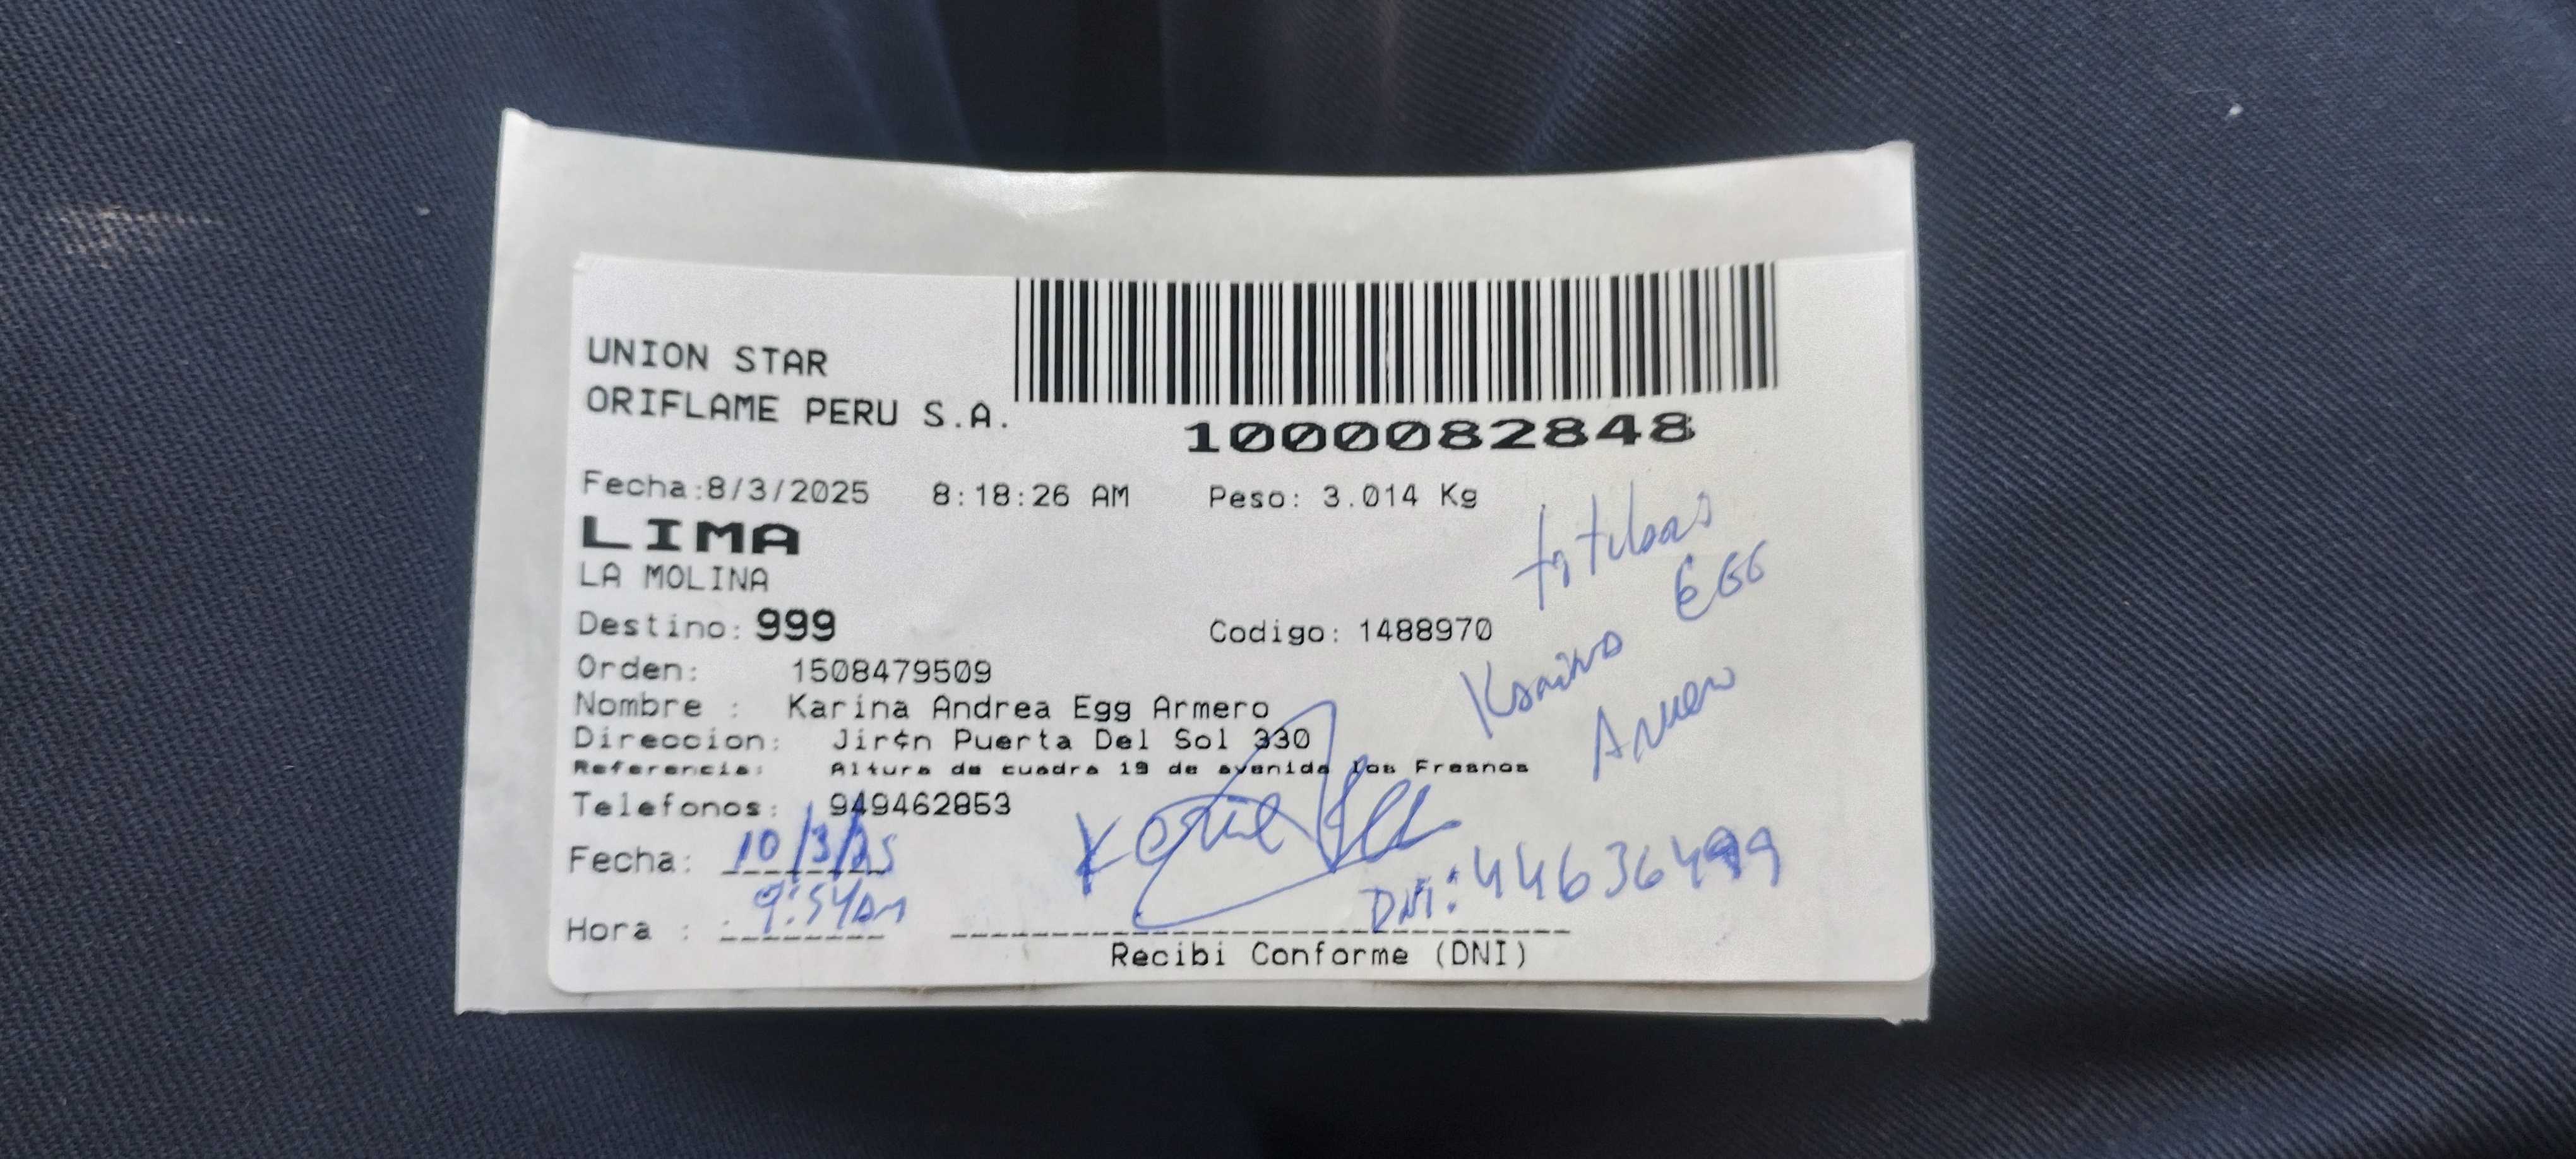 UNION STAR
ORIFLAME PERU S.A.
1000082848
Fecha:8/3/2025 8:18:26 AM Peso: 3.014 Kg
LIMA
LA MOLINA
Destino: 999 Codigo: 1488970
Orden: 1508479509
Nombre : Karina Andrea Egg Armero
Direccion: Jir¢n Puerta Del Sol 330
Referencia: Altura de cuadra 19 de avenida los Fresnos
Telefonos: 949462853
Fecha: 10/3/25
Hora : 9:54am
Recibi Conforme (DNI)
Egg
Karina
Armero
DNI: